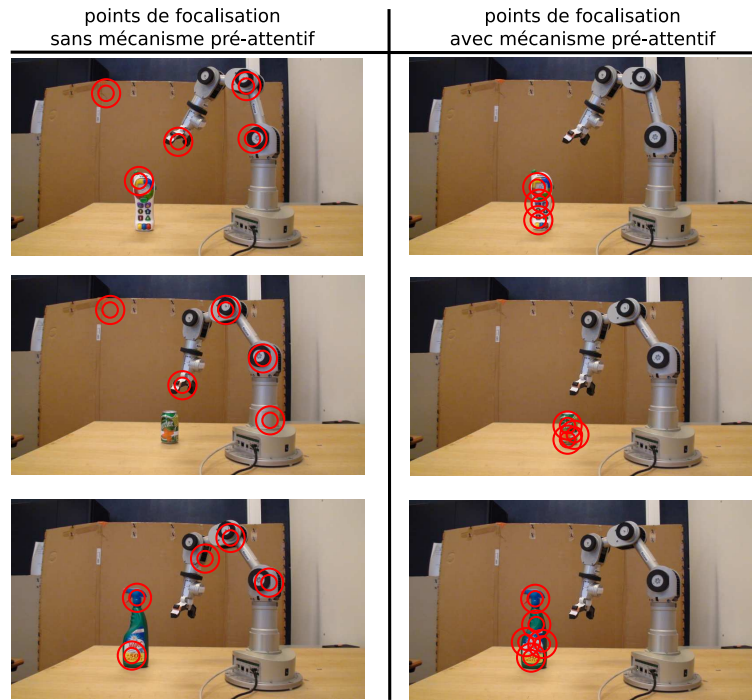 points de focalisation
sans mécanisme pré-attentif
points de focalisation
avec mécanisme pré-attentif